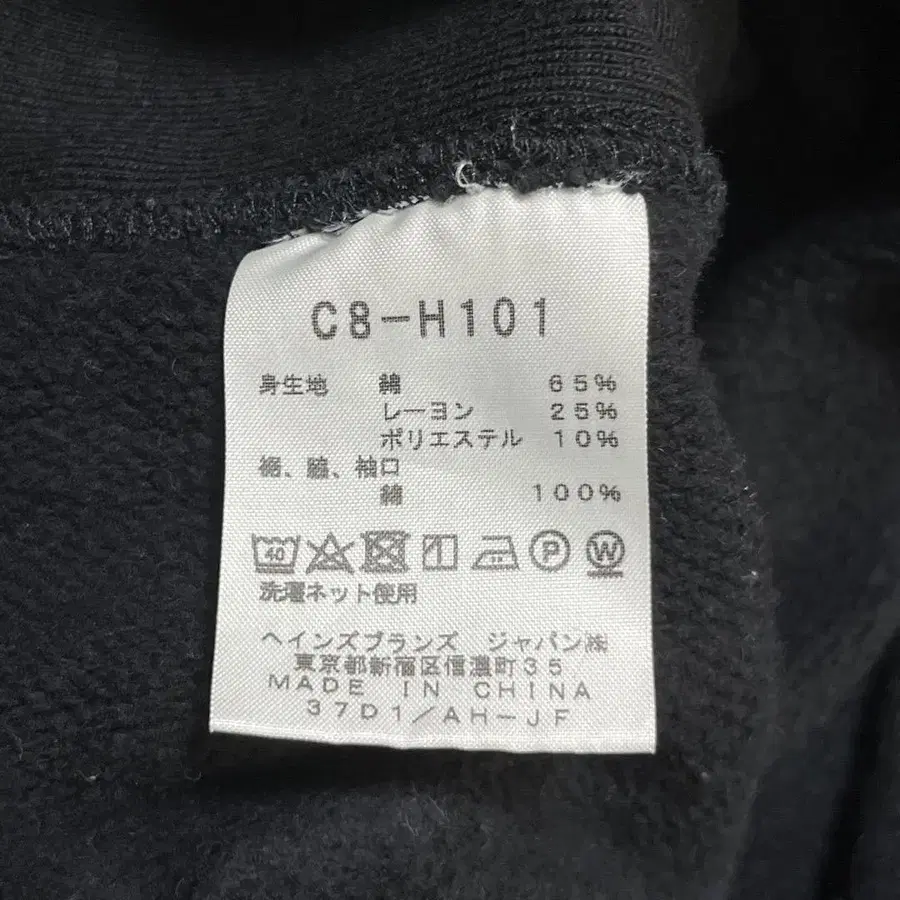 C8-H101
身生地 綿 65%
レーヨン 25%
ポリエステル 10%
裾、脇、袖口
綿 100%
40 P W
洗濯ネット使用
ヘインズブランズ ジャパン㈱
東京都新宿区信濃町35
MADE IN CHINA
37D1/AH-JF